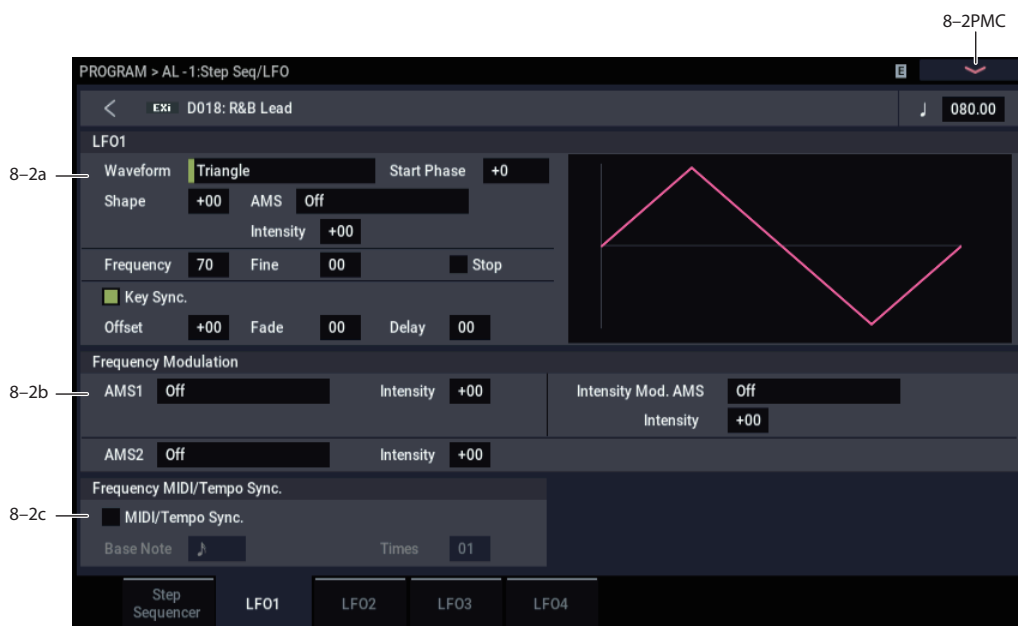 8–2PMC
PROGRAM > AL-1:Step Seq/LFO E
EXi D018: R&B Lead ♩ 080.00
LFO1
8–2a Waveform Triangle Start Phase +0
Shape +00 AMS Off
Intensity +00
Frequency 70 Fine 00 Stop
Key Sync.
Offset +00 Fade 00 Delay 00
Frequency Modulation
8–2b AMS1 Off Intensity +00 Intensity Mod. AMS Off
Intensity +00
AMS2 Off Intensity +00
Frequency MIDI/Tempo Sync.
8–2c MIDI/Tempo Sync.
Base Note ♪ Times 01
Step Sequencer LFO1 LFO2 LFO3 LFO4